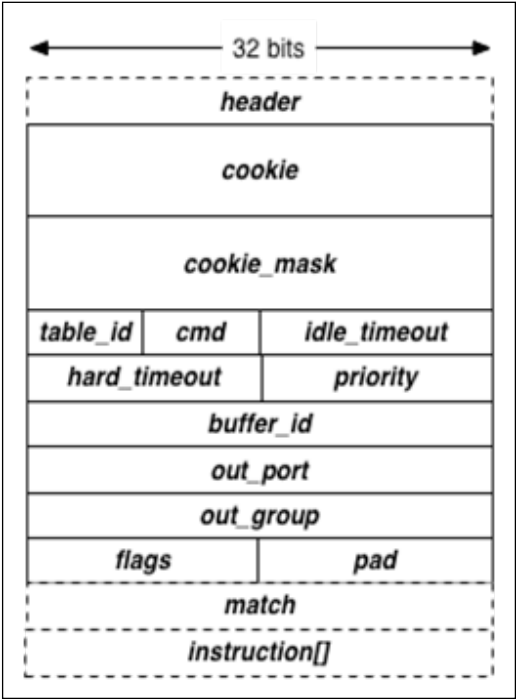 32 bits
header
cookie
cookie_mask
table_id cmd idle_timeout
hard_timeout priority
buffer_id
out_port
out_group
flags pad
match
instruction[]